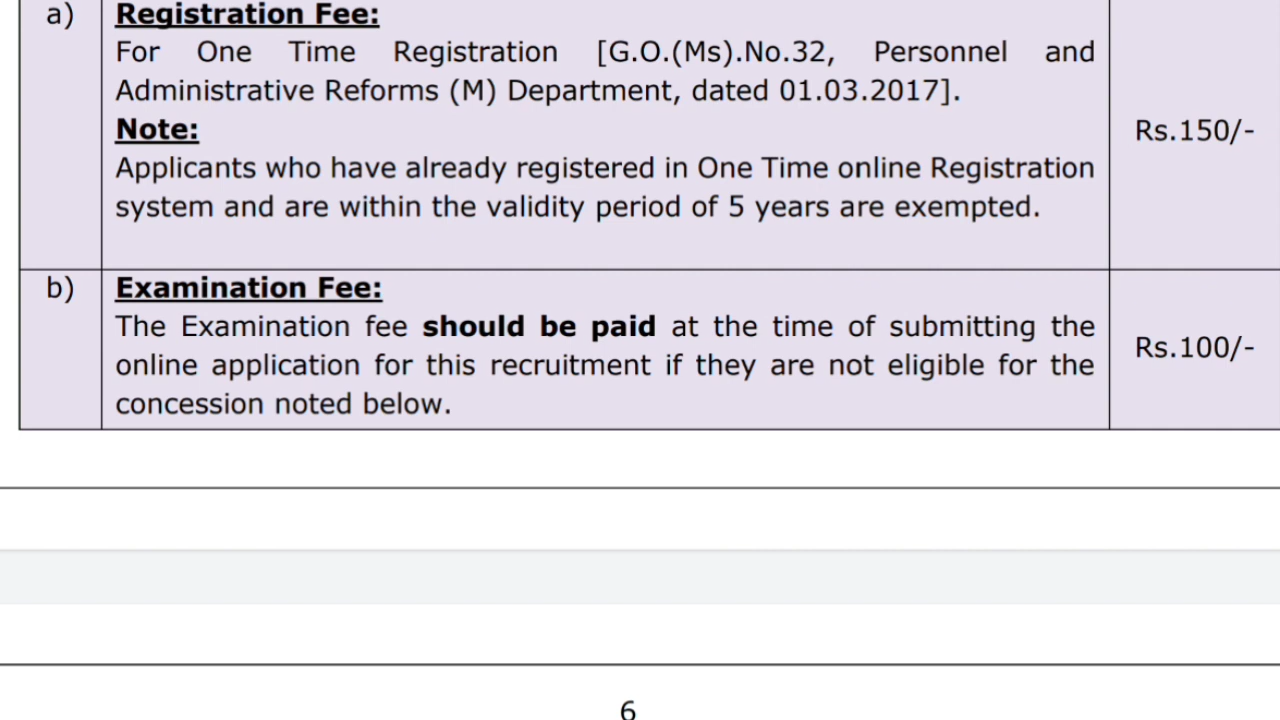 a) Registration Fee:
For One Time Registration [G.O.(Ms).No.32, Personnel and
Administrative Reforms (M) Department, dated 01.03.2017].
Note:
Rs.150/-
Applicants who have already registered in One Time online Registration
system and are within the validity period of 5 years are exempted.
b) Examination Fee:
The Examination fee should be paid at the time of submitting the
Rs.100/-
online application for this recruitment if they are not eligible for the
concession noted below.
6